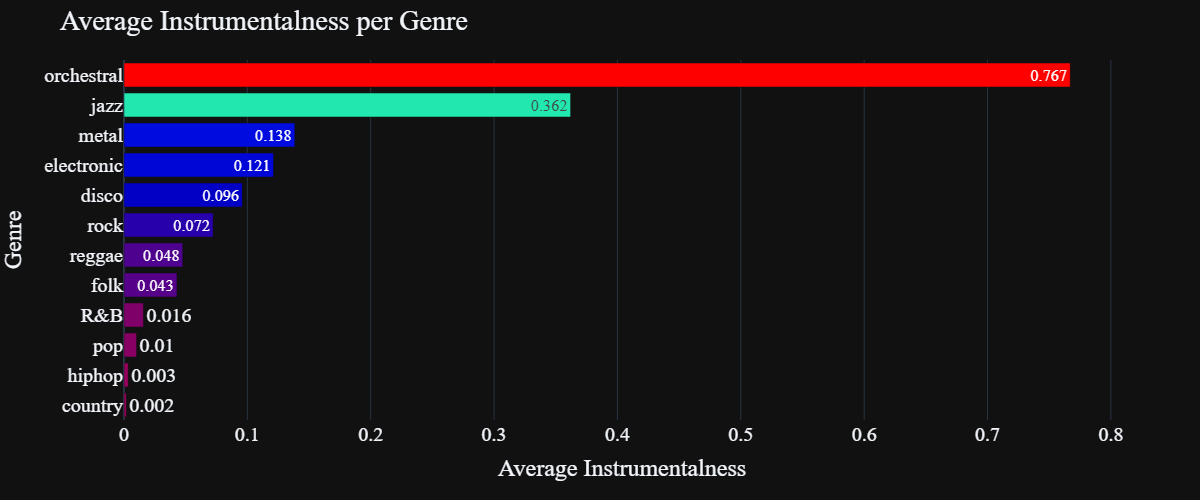 Average Instrumentalness per Genre
Genre
orchestral 0.767
jazz 0.362
metal 0.138
electronic 0.121
disco 0.096
rock 0.072
reggae 0.048
folk 0.043
R&B 0.016
pop 0.01
hiphop 0.003
country 0.002
0 0.1 0.2 0.3 0.4 0.5 0.6 0.7 0.8
Average Instrumentalness